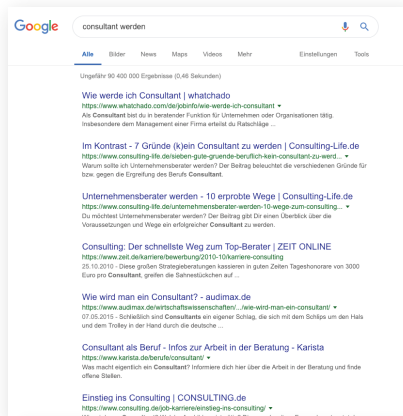 Google
consultant werden
Alle Bilder News Maps Videos Mehr Einstellungen Tools
Ungefähr 90 400 000 Ergebnisse (0,46 Sekunden)
Wie werde ich Consultant | whatchado
https://www.whatchado.com/de/jobinfo/wie-werde-ich-consultant
Als Consultant bist du in beratender Funktion für Unternehmen oder Organisationen tätig.
Insbesondere dem Management einer Firma erteilst du Ratschläge ...
Im Kontrast - 7 Gründe (k)ein Consultant zu werden | Consulting-Life.de
https://www.consulting-life.de/sieben-gute-gruende-beruflich-kein-consultant-zu-werd...
Warum sollte ich Unternehmensberater werden? Der Beitrag beleuchtet die verschiedenen Gründe für
bzw. gegen die Ergreifung des Berufs Consultant.
Unternehmensberater werden - 10 erprobte Wege | Consulting-Life.de
https://www.consulting-life.de/unternehmensberater-werden-10-wege-zum-consulting...
Du möchtest Unternehmensberater werden? Der Beitrag gibt Dir einen Überblick über die
Voraussetzungen und Wege ein erfolgreicher Consultant zu werden.
Consulting: Der schnellste Weg zum Top-Berater | ZEIT ONLINE
https://www.zeit.de/karriere/bewerbung/2010-10/karriere-consulting
25.10.2010 - Diese großen Strategieberatungen kassieren in guten Zeiten Tageshonorare von 3000
Euro pro Consultant, greifen die Sahnestückchen auf ...
Wie wird man ein Consultant? - audimax.de
https://www.audimax.de/wirtschaftswissenschaften/.../wie-wird-man-ein-consultant/
07.05.2015 - Schließlich sind Consultants ein eigener Schlag, die sich mit dem Schlips um den Hals
und dem Trolley in der Hand durch die deutsche ...
Consultant als Beruf - Infos zur Arbeit in der Beratung - Karista
https://www.karista.de/berufe/consultant/
Was macht eigentlich ein Consultant? Informiere dich hier über die Arbeit in der Beratung und finde
offene Stellen.
Einstieg ins Consulting | CONSULTING.de
https://www.consulting.de/job-karriere/einstieg-ins-consulting/